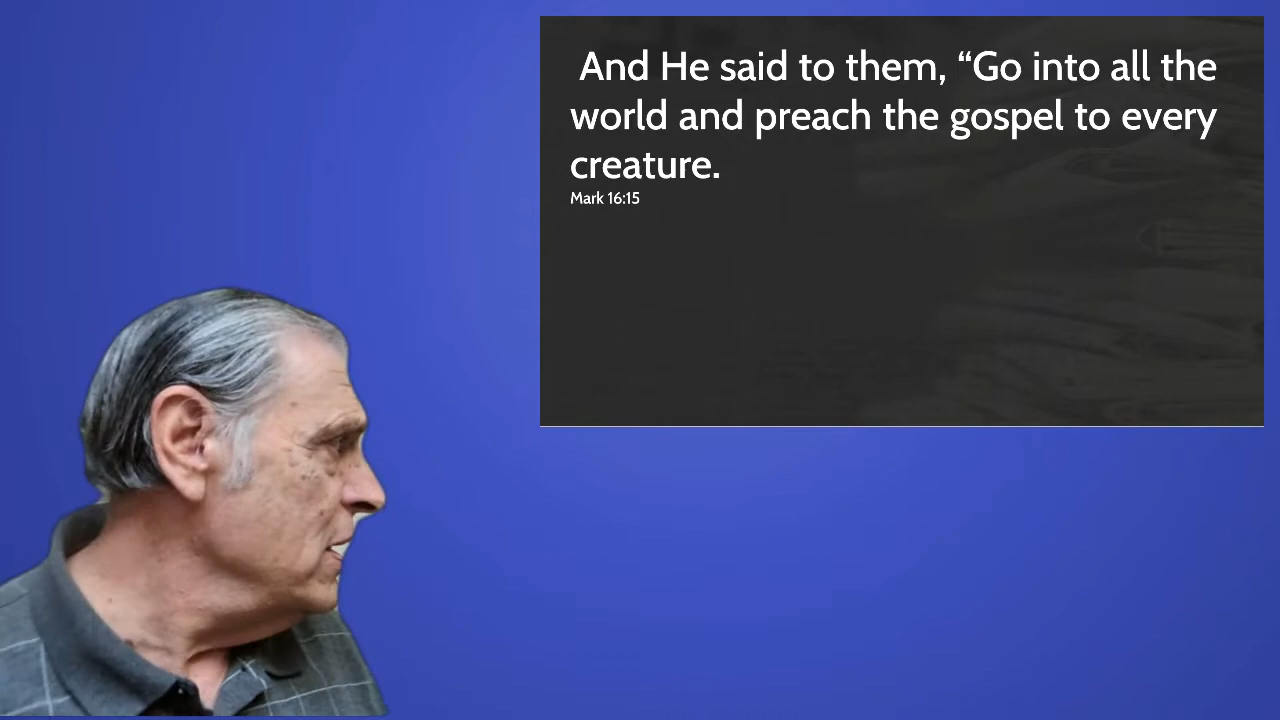 And He said to them, “Go into all the
world and preach the gospel to every
creature.
Mark 16:15